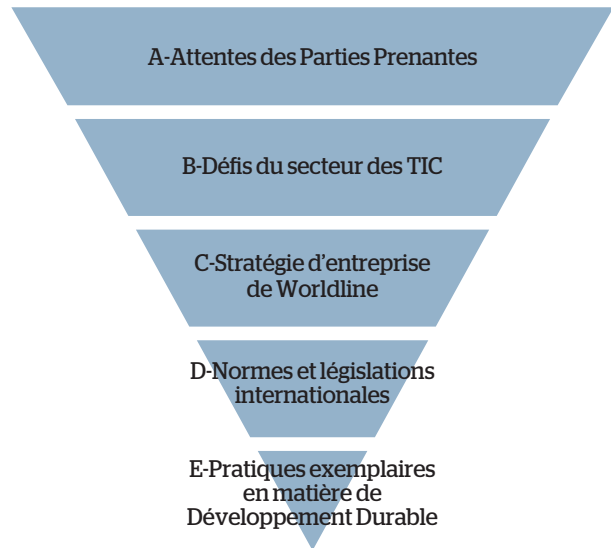 A-Attentes des Parties Prenantes
B-Défis du secteur des TIC
C-Stratégie d'entreprise
de Worldline
D-Normes et législations
internationales
E-Pratiques exemplaires
en matière de
Développement Durable